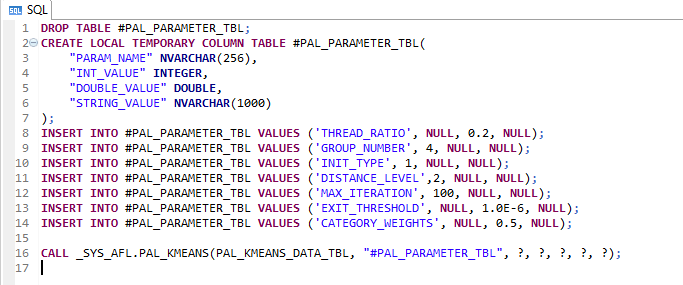 SQL SQL
1 DROP TABLE #PAL_PARAMETER_TBL;
2 CREATE LOCAL TEMPORARY COLUMN TABLE #PAL_PARAMETER_TBL(
3 "PARAM_NAME" NVARCHAR(256),
4 "INT_VALUE" INTEGER,
5 "DOUBLE_VALUE" DOUBLE,
6 "STRING_VALUE" NVARCHAR(1000)
7 );
8 INSERT INTO #PAL_PARAMETER_TBL VALUES ('THREAD_RATIO', NULL, 0.2, NULL);
9 INSERT INTO #PAL_PARAMETER_TBL VALUES ('GROUP_NUMBER', 4, NULL, NULL);
10 INSERT INTO #PAL_PARAMETER_TBL VALUES ('INIT_TYPE', 1, NULL, NULL);
11 INSERT INTO #PAL_PARAMETER_TBL VALUES ('DISTANCE_LEVEL',2, NULL, NULL);
12 INSERT INTO #PAL_PARAMETER_TBL VALUES ('MAX_ITERATION', 100, NULL, NULL);
13 INSERT INTO #PAL_PARAMETER_TBL VALUES ('EXIT_THRESHOLD', NULL, 1.0E-6, NULL);
14 INSERT INTO #PAL_PARAMETER_TBL VALUES ('CATEGORY_WEIGHTS', NULL, 0.5, NULL);
15
16 CALL _SYS_AFL.PAL_KMEANS(PAL_KMEANS_DATA_TBL, "#PAL_PARAMETER_TBL", ?, ?, ?, ?, ?);
17